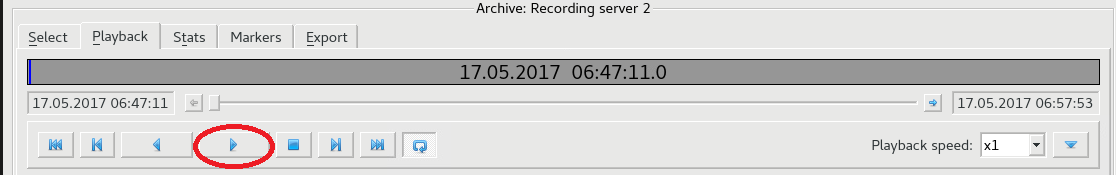 Archive: Recording server 2
Select Playback Stats Markers Export
17.05.2017 06:47:11.0
17.05.2017 06:47:11 17.05.2017 06:57:53
Playback speed: x1